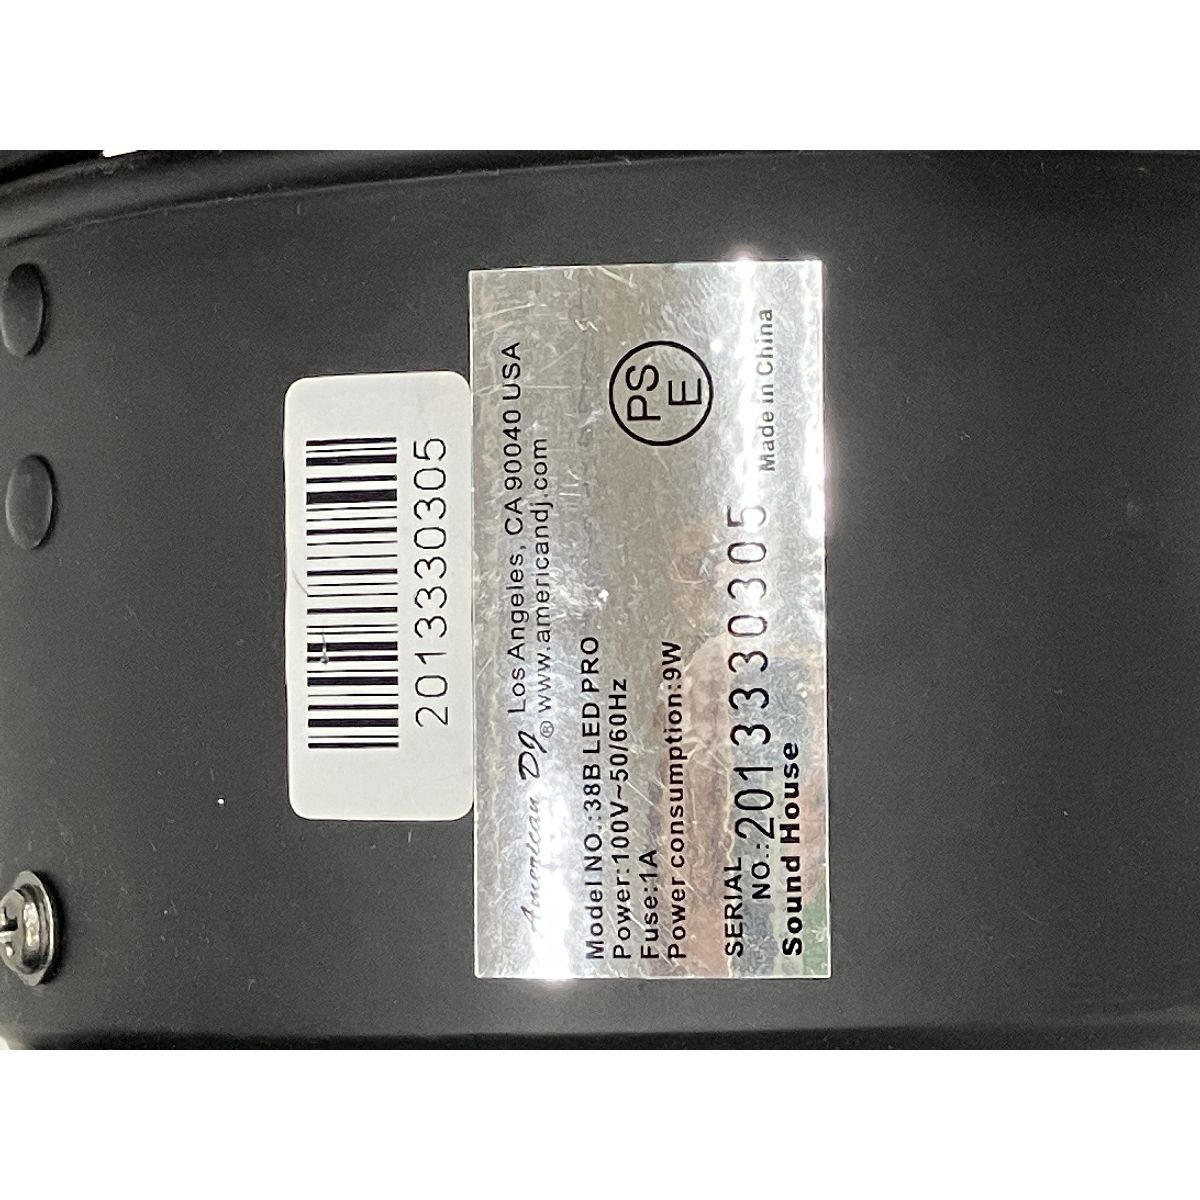 2013330305
American DJ Los Angeles, CA 90040 USA
® www.americandj.com
Model NO.:38B LED PRO
Power:100V~50/60Hz
Fuse:1A
Power consumption:9W
PS
E
SERIAL
NO.:2013330305
Sound House
Made in China